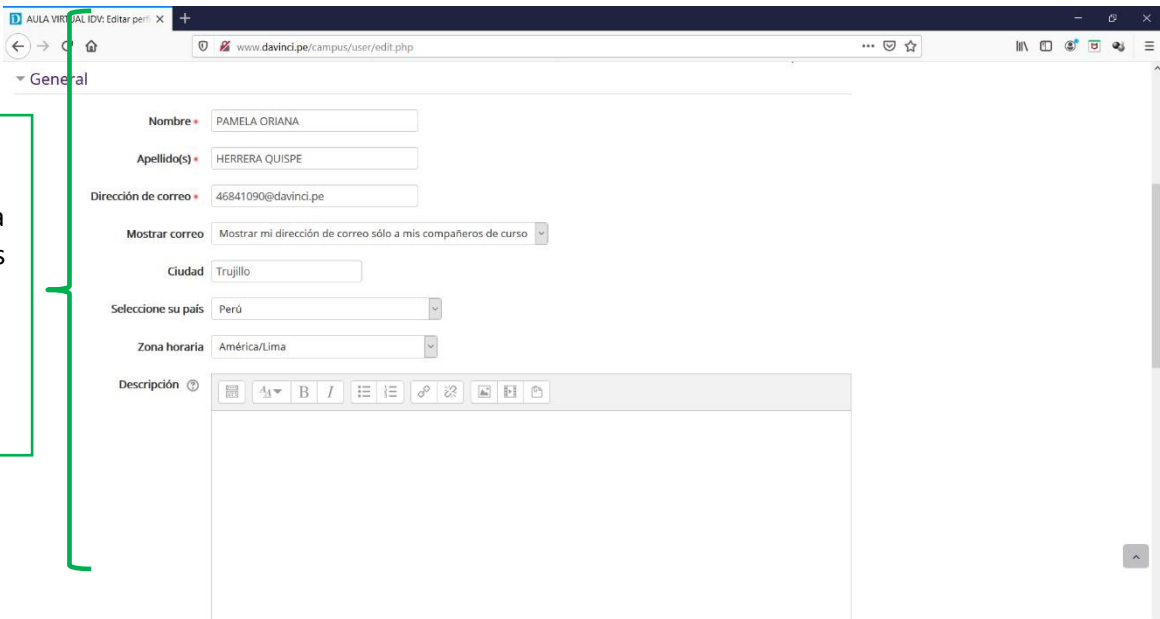 AULA VIRTUAL IDV: Editar perfi
www.davinci.pe/campus/user/edit.php
General
Nombre
PAMELA ORIANA
Apellido(s)
HERRERA QUISPE
Dirección de correo
46841090@davinci.pe
Mostrar correo
Mostrar mi dirección de correo sólo a mis compañeros de curso
Ciudad
Trujillo
a
s
Seleccione su país
Perú
Zona horaria
América/Lima
Descripción
B I